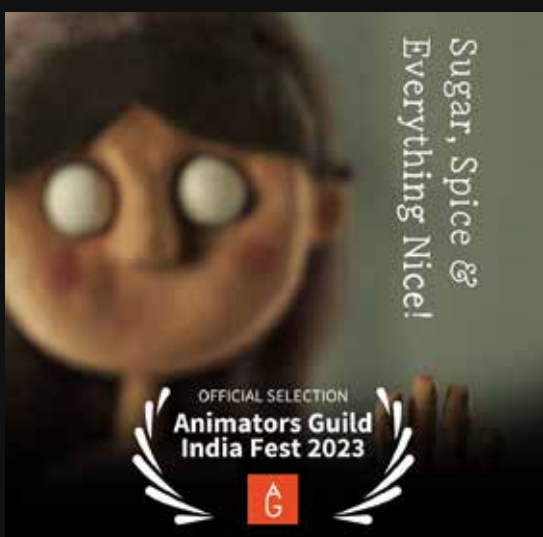 Sugar, Spice &
Everything Nice!
OFFICIAL SELECTION
Animators Guild
India Fest 2023
AG